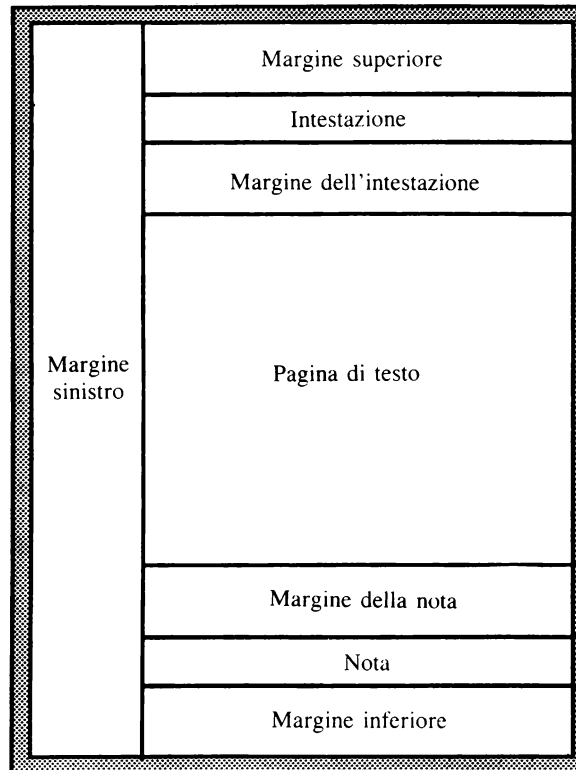 Margine superiore
Intestazione
Margine dell'intestazione
Margine
sinistro
Pagina di testo
Margine della nota
Nota
Margine inferiore